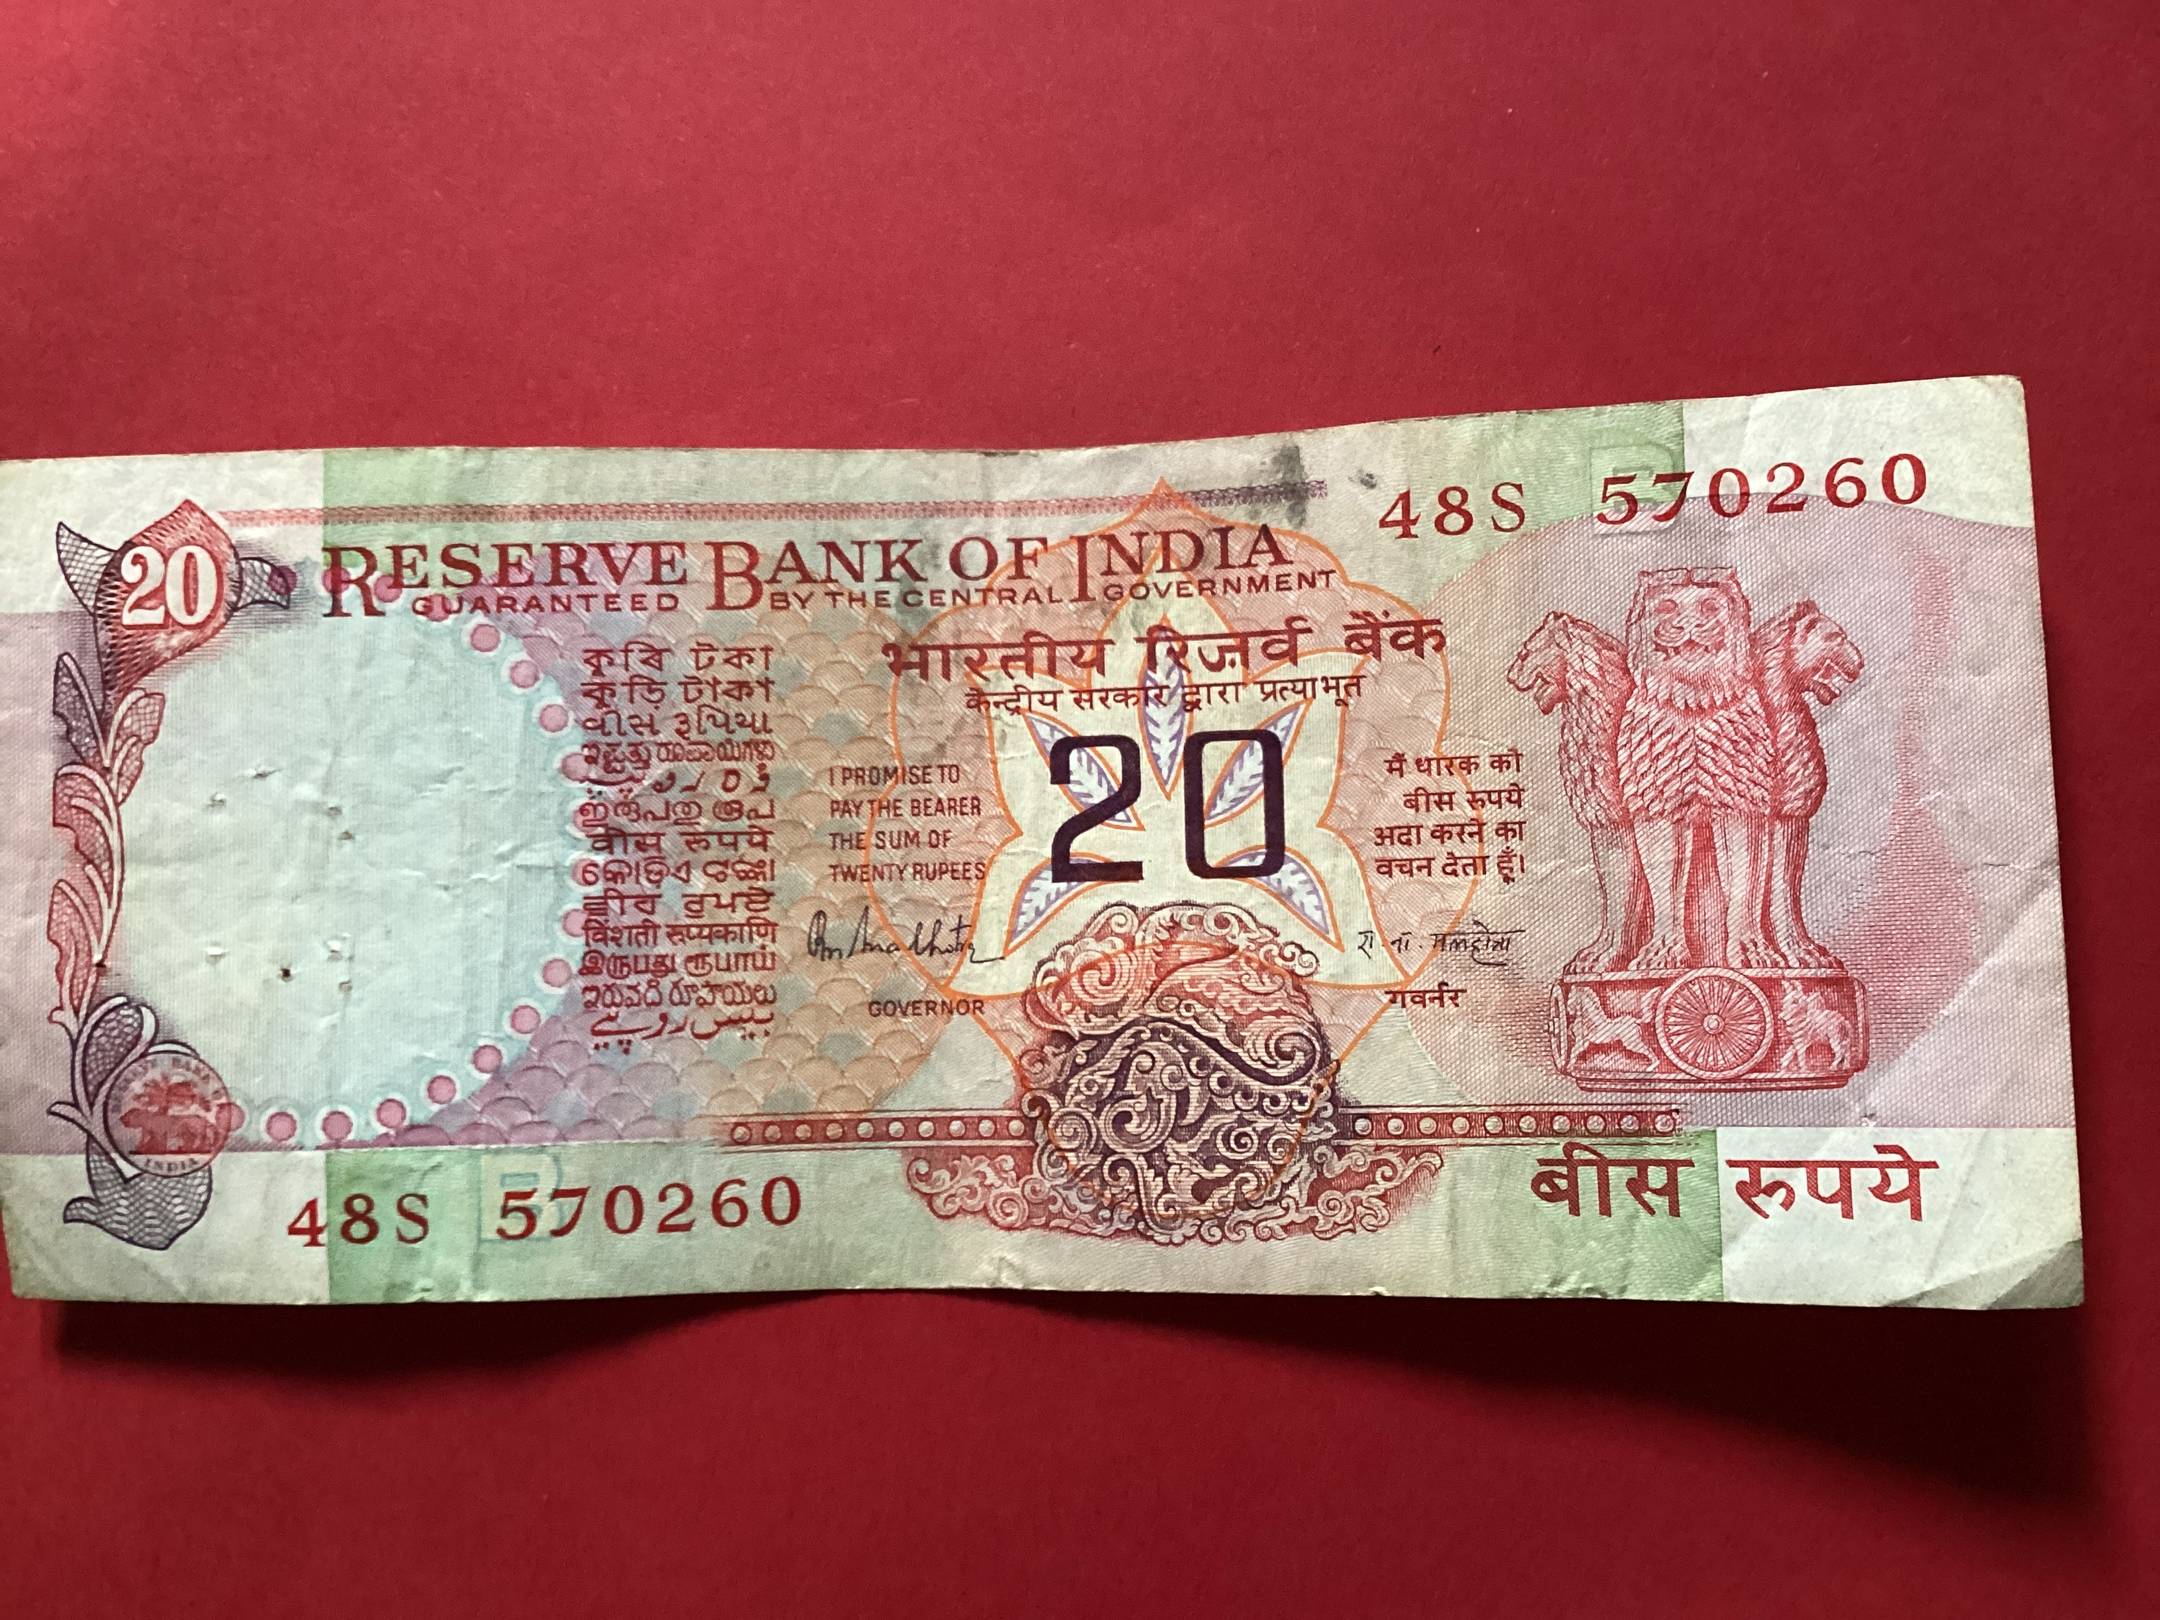 48S 570260
20
RESERVE BANK OF INDIA
GUARANTEED BY THE CENTRAL GOVERNMENT
भारतीय रिज़र्व बैंक
केन्द्रीय सरकार द्वारा प्रत्याभूत
কুৰি টকা
কুড়ি টাকা
વીસ રૂપિયા
ಇಪ್ಪತ್ತು ರೂಪಾಯಿಗಳು
ഇരുപതു രൂപ
वीस रुपये
କୋଡ଼ିଏ ଟଙ୍କା
ਵੀਹ ਰੁਪਏ
विंशती रूप्यकाणि
இருபது ரூபாய்
ఇరువది రూపాయలు
بیس روپے
I PROMISE TO
PAY THE BEARER
THE SUM OF
TWENTY RUPEES
GOVERNOR
20
मैं धारक को
बीस रुपये
अदा करने का
वचन देता हूँ।
रा. ना. मलहोत्रा
गवर्नर
INDIA
48S 570260
बीस रुपये